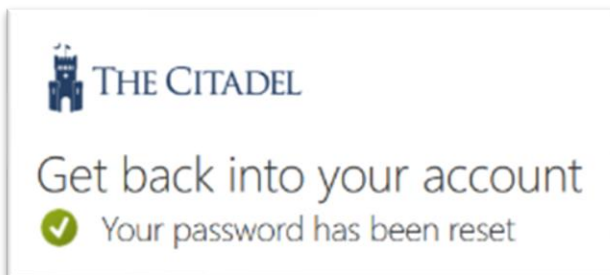 THE CITADEL
Get back into your account
Your password has been reset